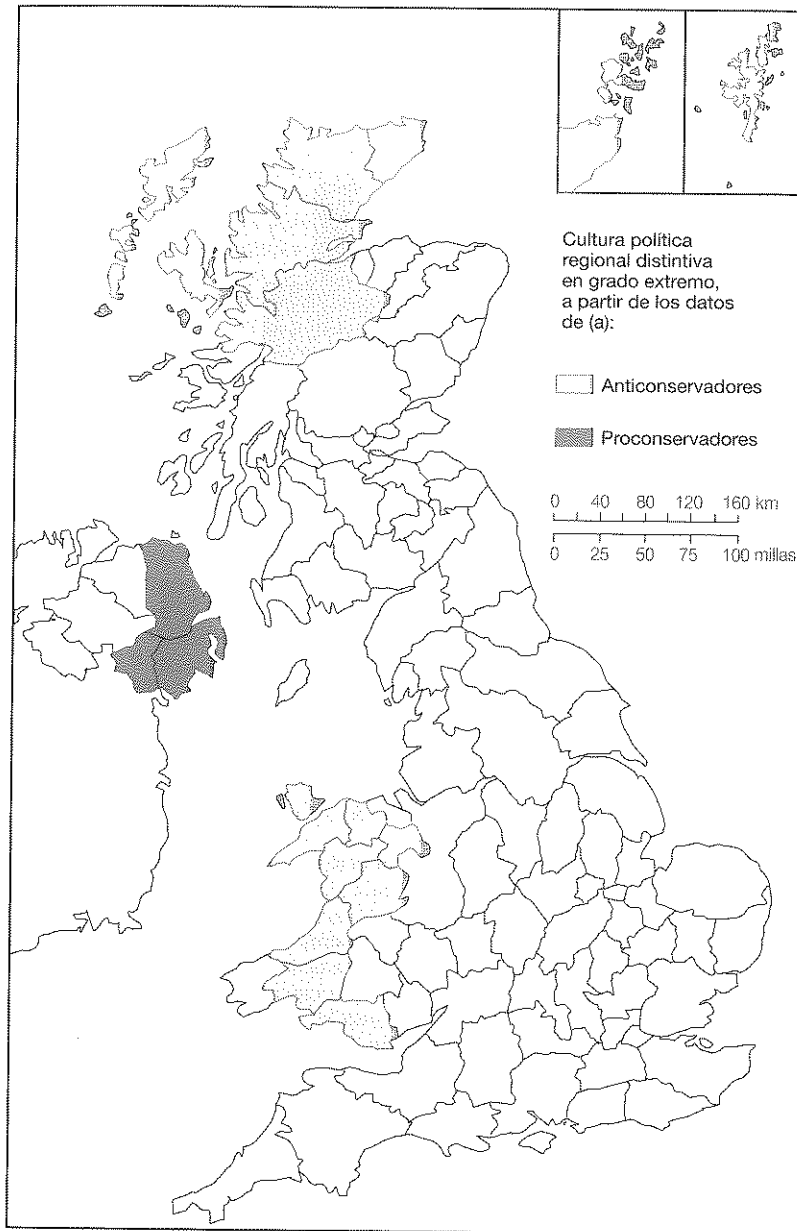 Cultura política
regional distintiva
en grado extremo,
a partir de los datos
de (a):
Anticonservadores
Proconservadores
0 40 80 120 160 km
0 25 50 75 100 millas